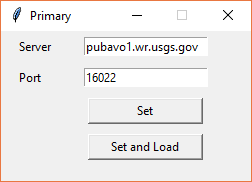 Primary
Server pubavo1.wr.usgs.gov
Port 16022
Set
Set and Load